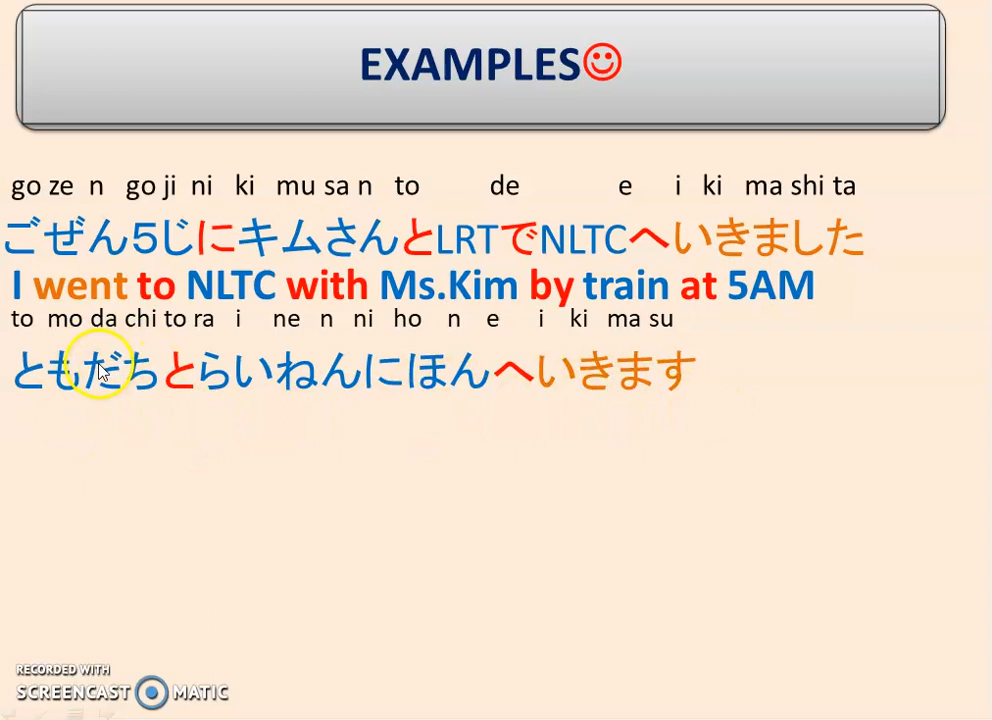 EXAMPLES☺
go ze n go ji ni ki mu sa n to de e i ki ma shi ta
ごぜん5じにキムさんとLRTでNLTCへいきました
I went to NLTC with Ms.Kim by train at 5AM
to mo da chi to ra i ne n ni ho n e i ki ma su
ともだちとらいねんにほんへいきます
RECORDED WITH
SCREENCAST MATIC